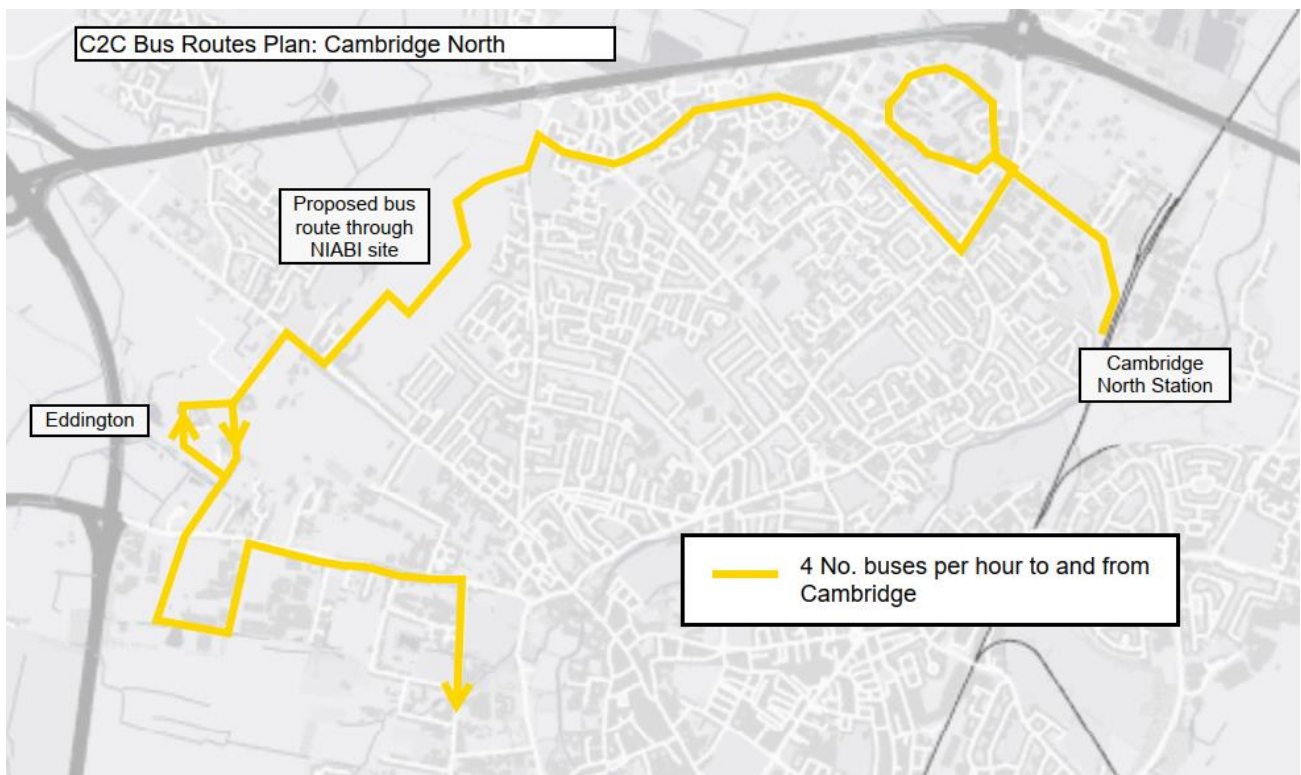 C2C Bus Routes Plan: Cambridge North
Proposed bus
route through
NIABI site
Eddington
Cambridge
North Station
4 No. buses per hour to and from
Cambridge